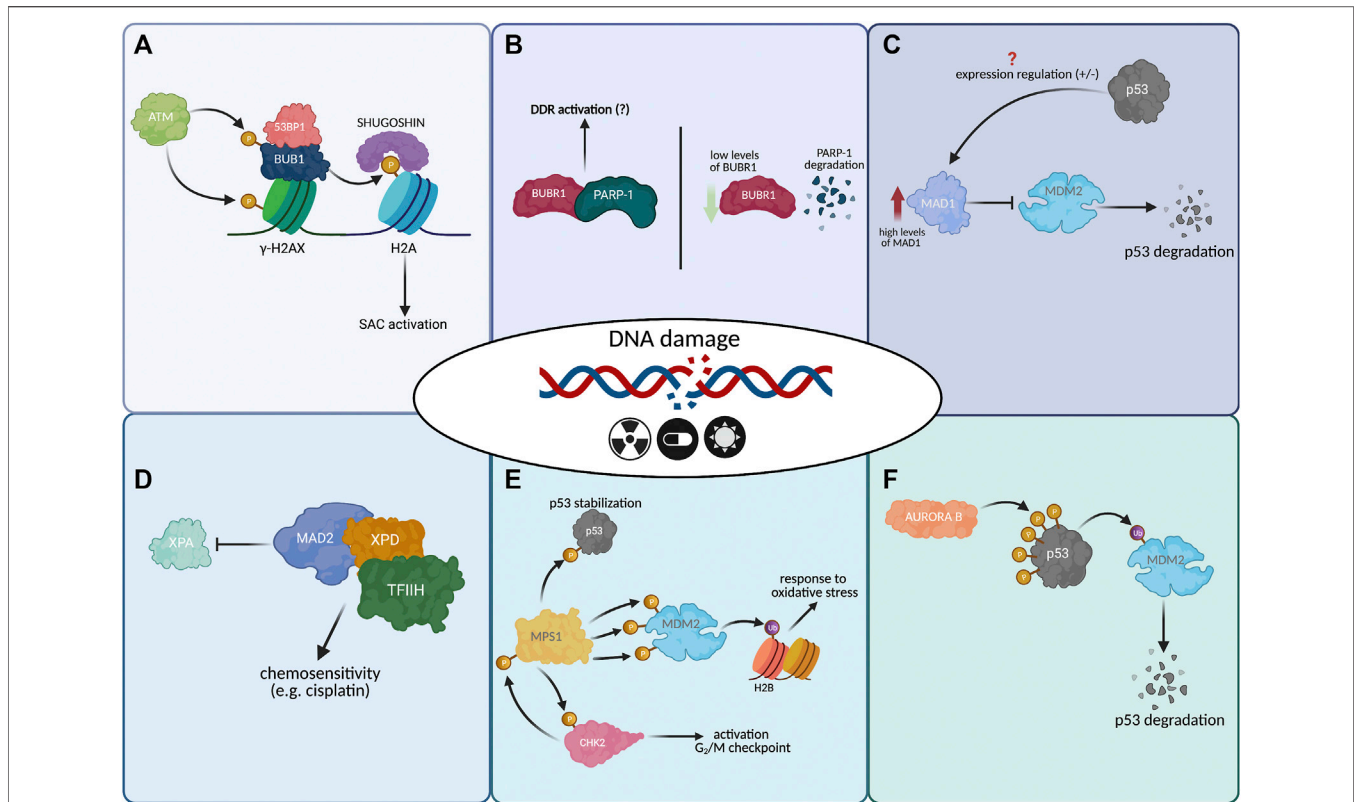 A
ATM
P
53BP1
BUB1
P
SHUGOSHIN
P
γ-H2AX
H2A
SAC activation
B
DDR activation (?)
BUBR1
PARP-1
low levels
of BUBR1
BUBR1
PARP-1
degradation
C
?
expression regulation (+/-)
p53
MAD1
high levels
of MAD1
MDM2
p53 degradation
DNA damage
D
XPA
MAD2
XPD
TFIIH
chemosensitivity
(e.g. cisplatin)
E
p53 stabilization
p53
P
MPS1
P
P
P
P
MDM2
Ub
H2B
response to
oxidative stress
P
CHK2
activation
G₂/M checkpoint
F
AURORA B
P
P
P
P
P
p53
Ub
MDM2
p53 degradation